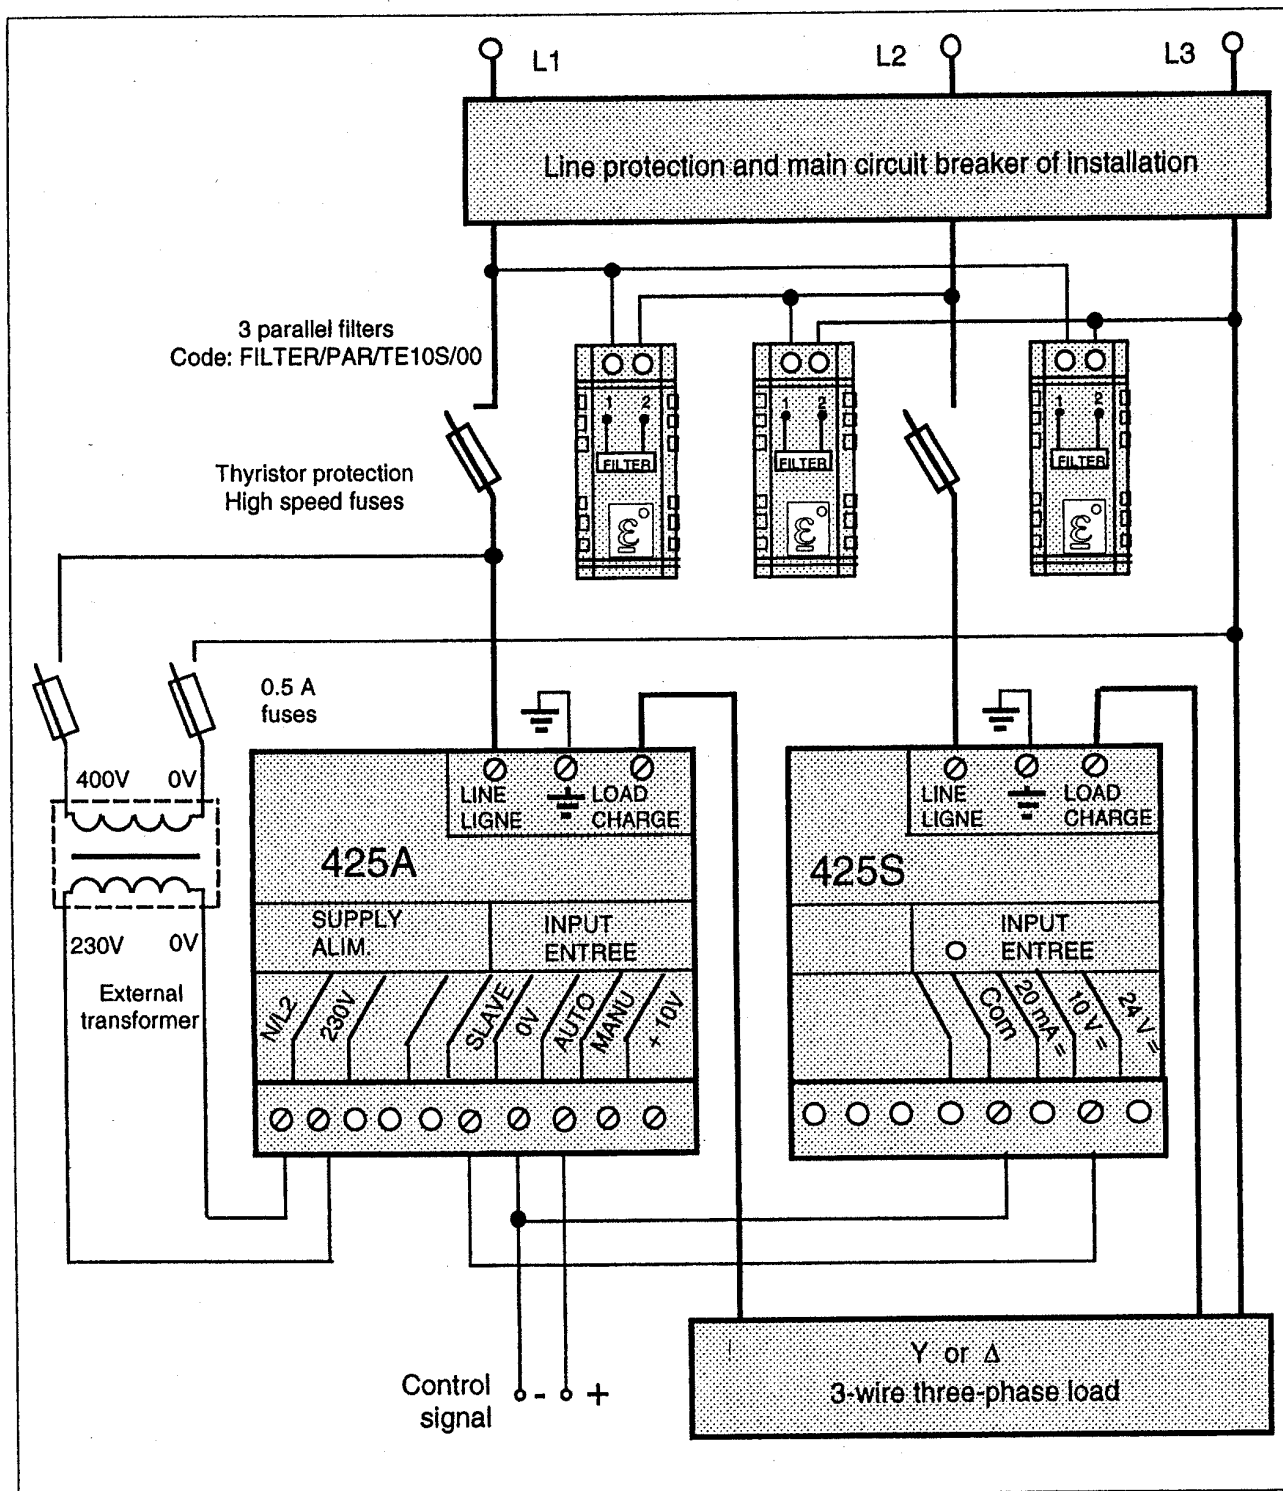 L1
L2
L3
Line protection and main circuit breaker of installation
3 parallel filters
Code: FILTER/PAR/TE10S/00
1 2
FILTER
1 2
FILTER
1 2
FILTER
Thyristor protection
High speed fuses
0.5 A
fuses
400V 0V
230V 0V
External
transformer
LINE
LIGNE
LOAD
CHARGE
425A
SUPPLY
ALIM.
INPUT
ENTREE
N/L2
230V
SLAVE
0V
AUTO
MANU
+10V
LINE
LIGNE
LOAD
CHARGE
425S
INPUT
ENTREE
Com
20 mA =
10 V =
24 V =
Control
signal
- +
Y or Δ
3-wire three-phase load